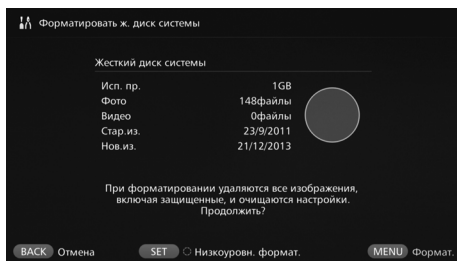 Форматировать ж. диск системы
Жесткий диск системы
Исп. пр. 1GB
Фото 148файлы
Видео 0файлы
Стар.из. 23/9/2011
Нов.из. 21/12/2013
При форматировании удаляются все изображения,
включая защищенные, и очищаются настройки.
Продолжить?
BACK Отмена SET Низкоуровн. формат. MENU Формат.